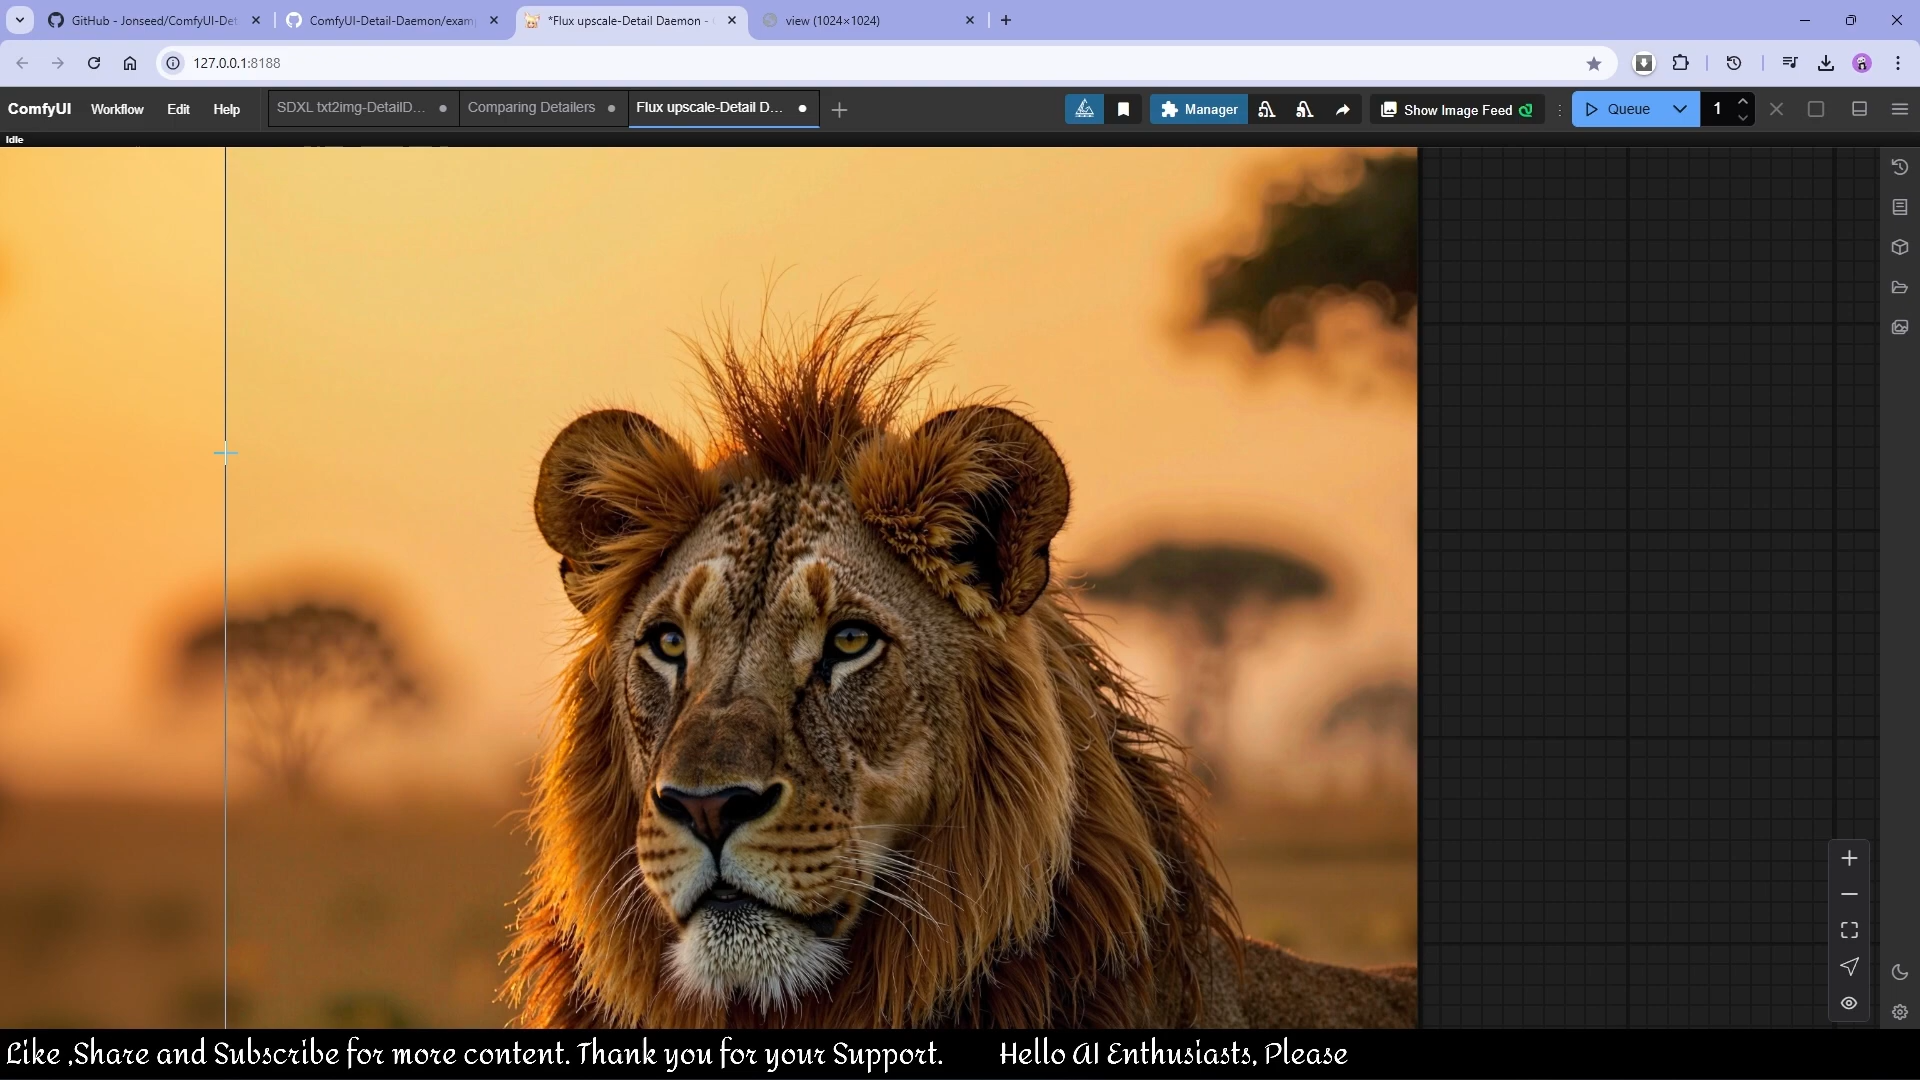 GitHub - Jonseed/ComfyUI-Det
ComfyUI-Detail-Daemon/exam
*Flux upscale-Detail Daemon -
view (1024×1024)
127.0.0.1:8188
ComfyUI
Workflow
Edit
Help
SDXL txt2img-DetailD...
Comparing Detailers
Flux upscale-Detail D...
Manager
Show Image Feed
Queue
1
Idle
Like ,Share and Subscribe for more content. Thank you for your Support.
Hello AI Enthusiasts, Please